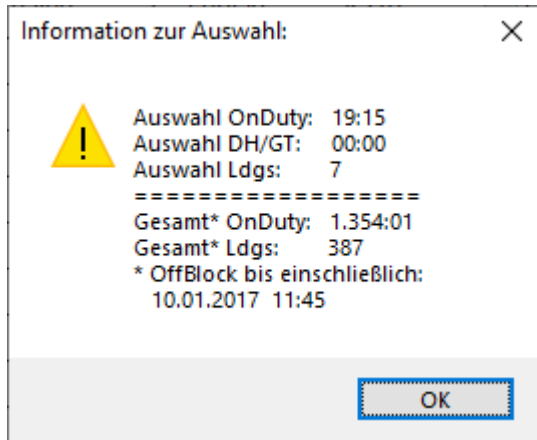 Information zur Auswahl:
Auswahl OnDuty: 19:15
Auswahl DH/GT: 00:00
Auswahl Ldgs: 7
==================
Gesamt* OnDuty: 1.354:01
Gesamt* Ldgs: 387
* OffBlock bis einschließlich:
10.01.2017 11:45
OK